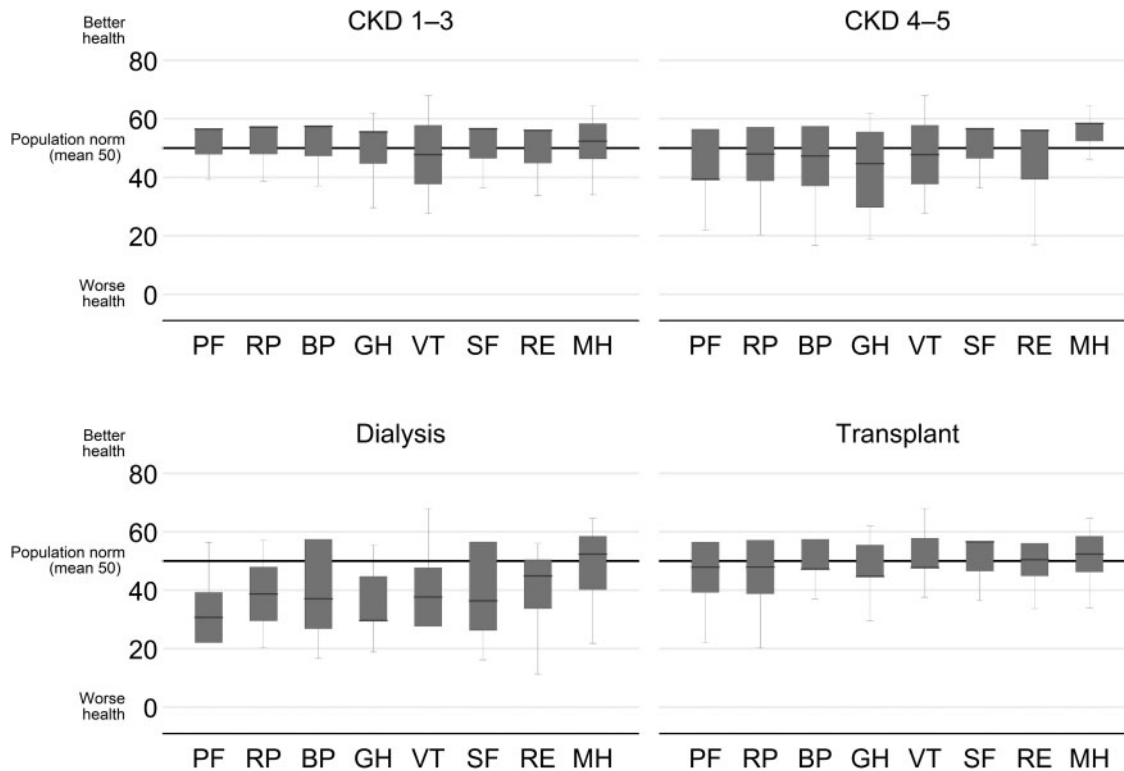 Better
health
CKD 1–3
CKD 4–5
80
60
Population norm
(mean 50)
40
20
Worse
health
0
PF RP BP GH VT SF RE MH
PF RP BP GH VT SF RE MH
Better
health
Dialysis
Transplant
80
60
Population norm
(mean 50)
40
20
Worse
health
0
PF RP BP GH VT SF RE MH
PF RP BP GH VT SF RE MH